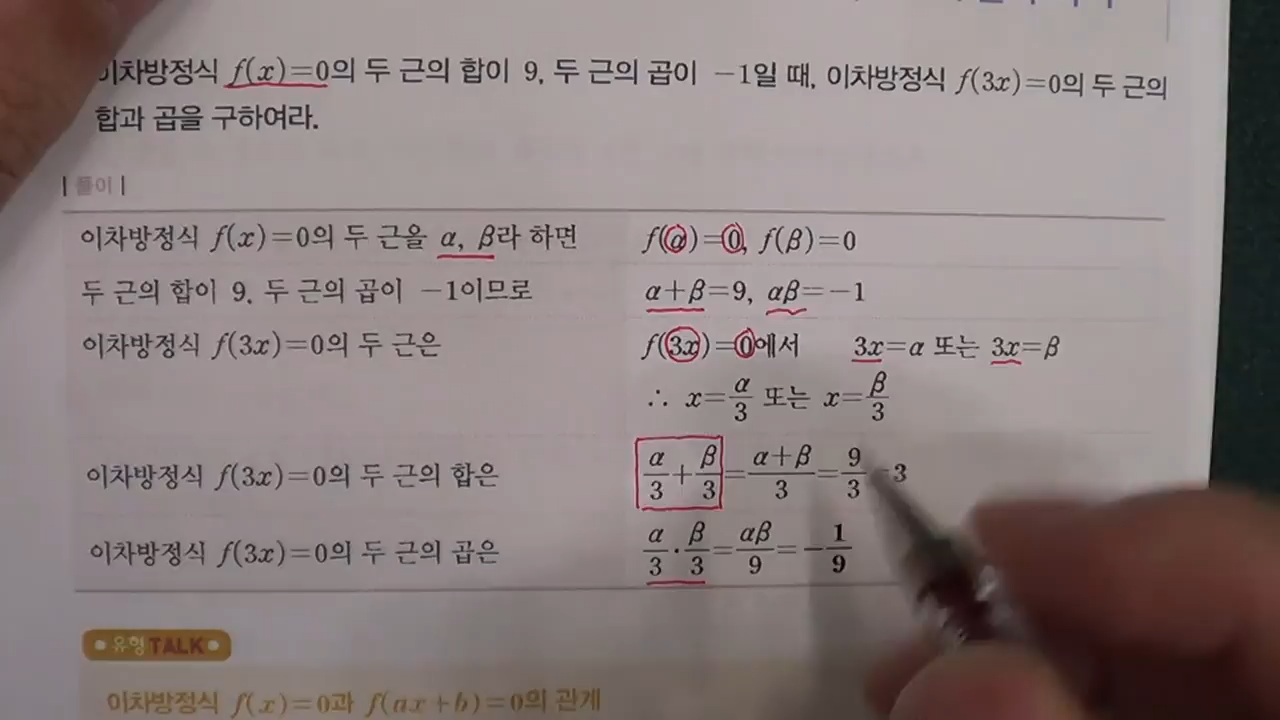 이차방정식 f(x)=0의 두 근의 합이 9, 두 근의 곱이 −1일 때, 이차방정식 f(3x)=0의 두 근의
합과 곱을 구하여라.
| 풀이 |
이차방정식 f(x)=0의 두 근을 α, β라 하면 f(α)=0, f(β)=0
두 근의 합이 9, 두 근의 곱이 −1이므로 α+β=9, αβ=−1
이차방정식 f(3x)=0의 두 근은 f(3x)=0에서 3x=α 또는 3x=β
∴ x=α/3 또는 x=β/3
이차방정식 f(3x)=0의 두 근의 합은 α/3+β/3=(α+β)/3=9/3=3
이차방정식 f(3x)=0의 두 근의 곱은 α/3·β/3=αβ/9=−1/9
유형TALK
이차방정식 f(x)=0과 f(ax+b)=0의 관계